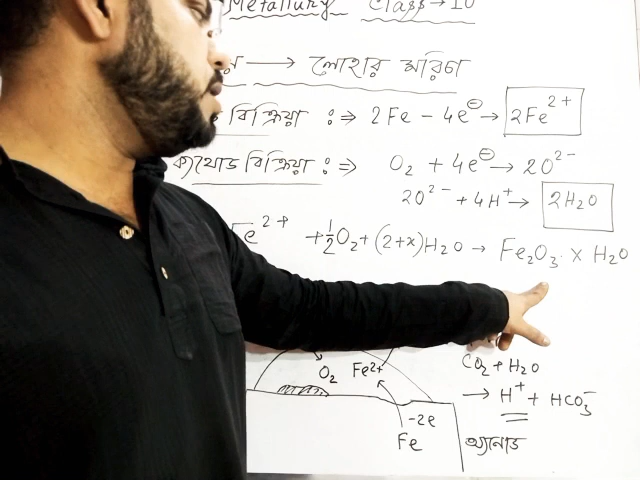 Metallurgy Class → 10
→ লোহার মরিচা
বিক্রিয়া :⇒ 2Fe – 4e⊖ → 2Fe²⁺
ক্যাথোড বিক্রিয়া :⇒ O₂ + 4e⊖ → 2O²⁻
2O²⁻ + 4H⁺ → 2H₂O
e²⁺ + ½O₂ + (2+x)H₂O → Fe₂O₃ . x H₂O
CO₂ + H₂O
O₂ Fe²⁺
→ H⁺ + HCO₃⁻
-2e
Fe
অ্যানোড